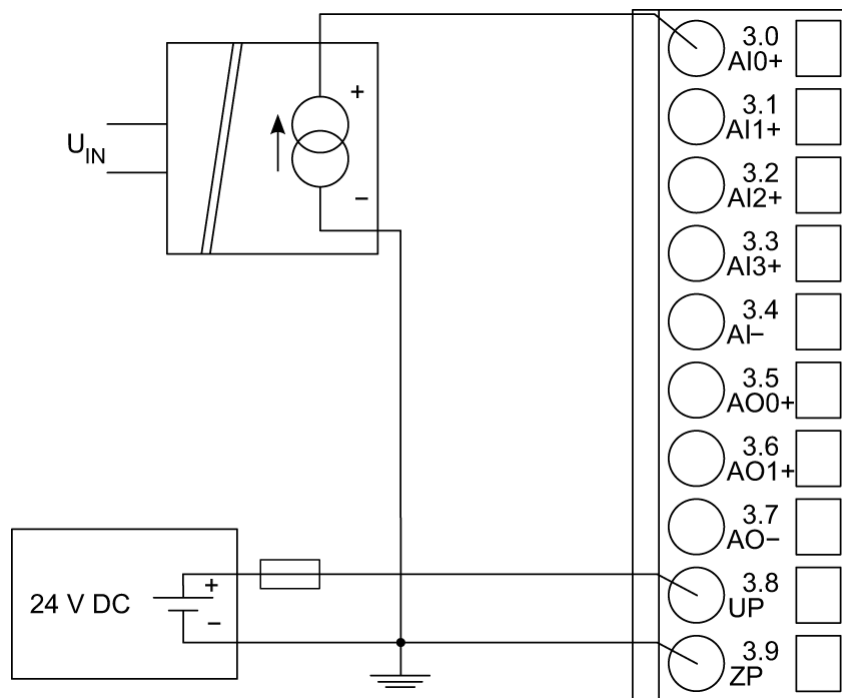 3.0
AI0+
3.1
AI1+
3.2
AI2+
3.3
AI3+
3.4
AI–
3.5
AO0+
3.6
AO1+
3.7
AO–
3.8
UP
3.9
ZP
UIN
+
–
24 V DC
+
–